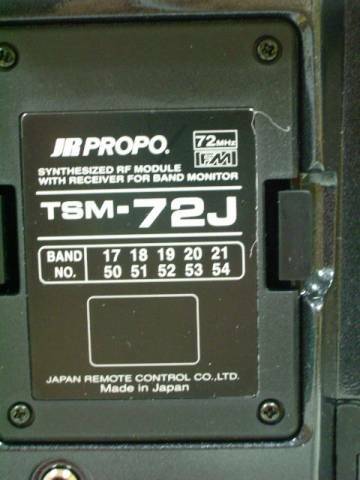 JR PROPO.
72MHz
FM
SYNTHESIZED RF MODULE
WITH RECEIVER FOR BAND MONITOR
TSM-72J
BAND NO.
17 18 19 20 21
50 51 52 53 54
JAPAN REMOTE CONTROL CO.,LTD.
Made in Japan